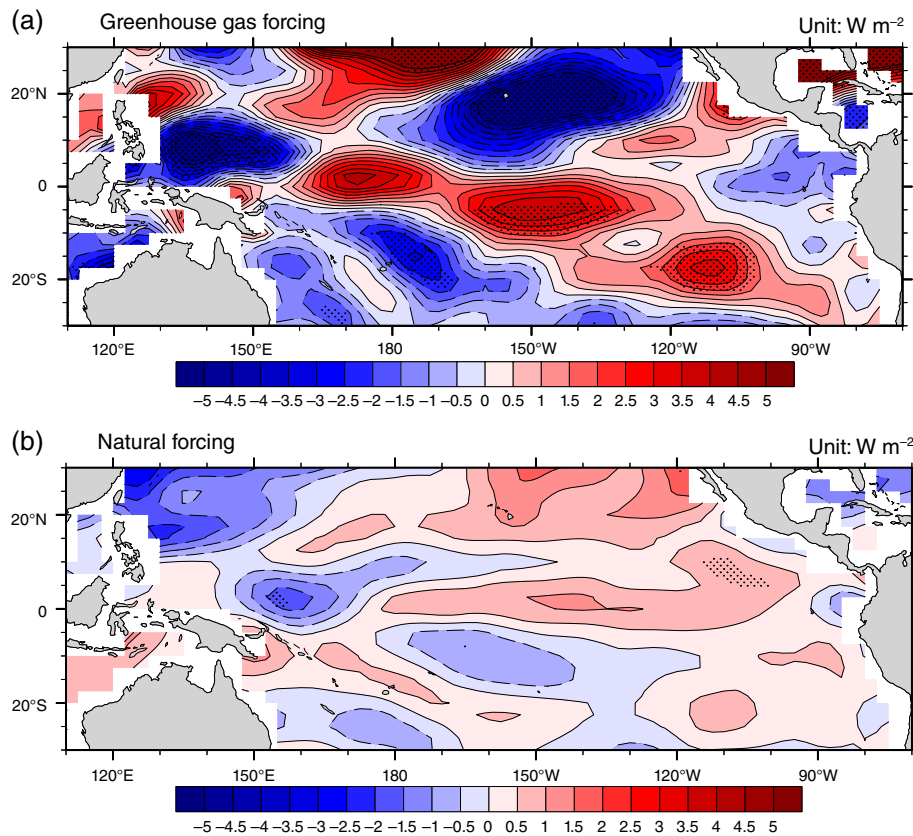 (a) Greenhouse gas forcing Unit: W m⁻²
20°N
0
20°S
120°E 150°E 180 150°W 120°W 90°W
−5 −4.5 −4 −3.5 −3 −2.5 −2 −1.5 −1 −0.5 0 0.5 1 1.5 2 2.5 3 3.5 4 4.5 5
(b) Natural forcing Unit: W m⁻²
20°N
0
20°S
120°E 150°E 180 150°W 120°W 90°W
−5 −4.5 −4 −3.5 −3 −2.5 −2 −1.5 −1 −0.5 0 0.5 1 1.5 2 2.5 3 3.5 4 4.5 5